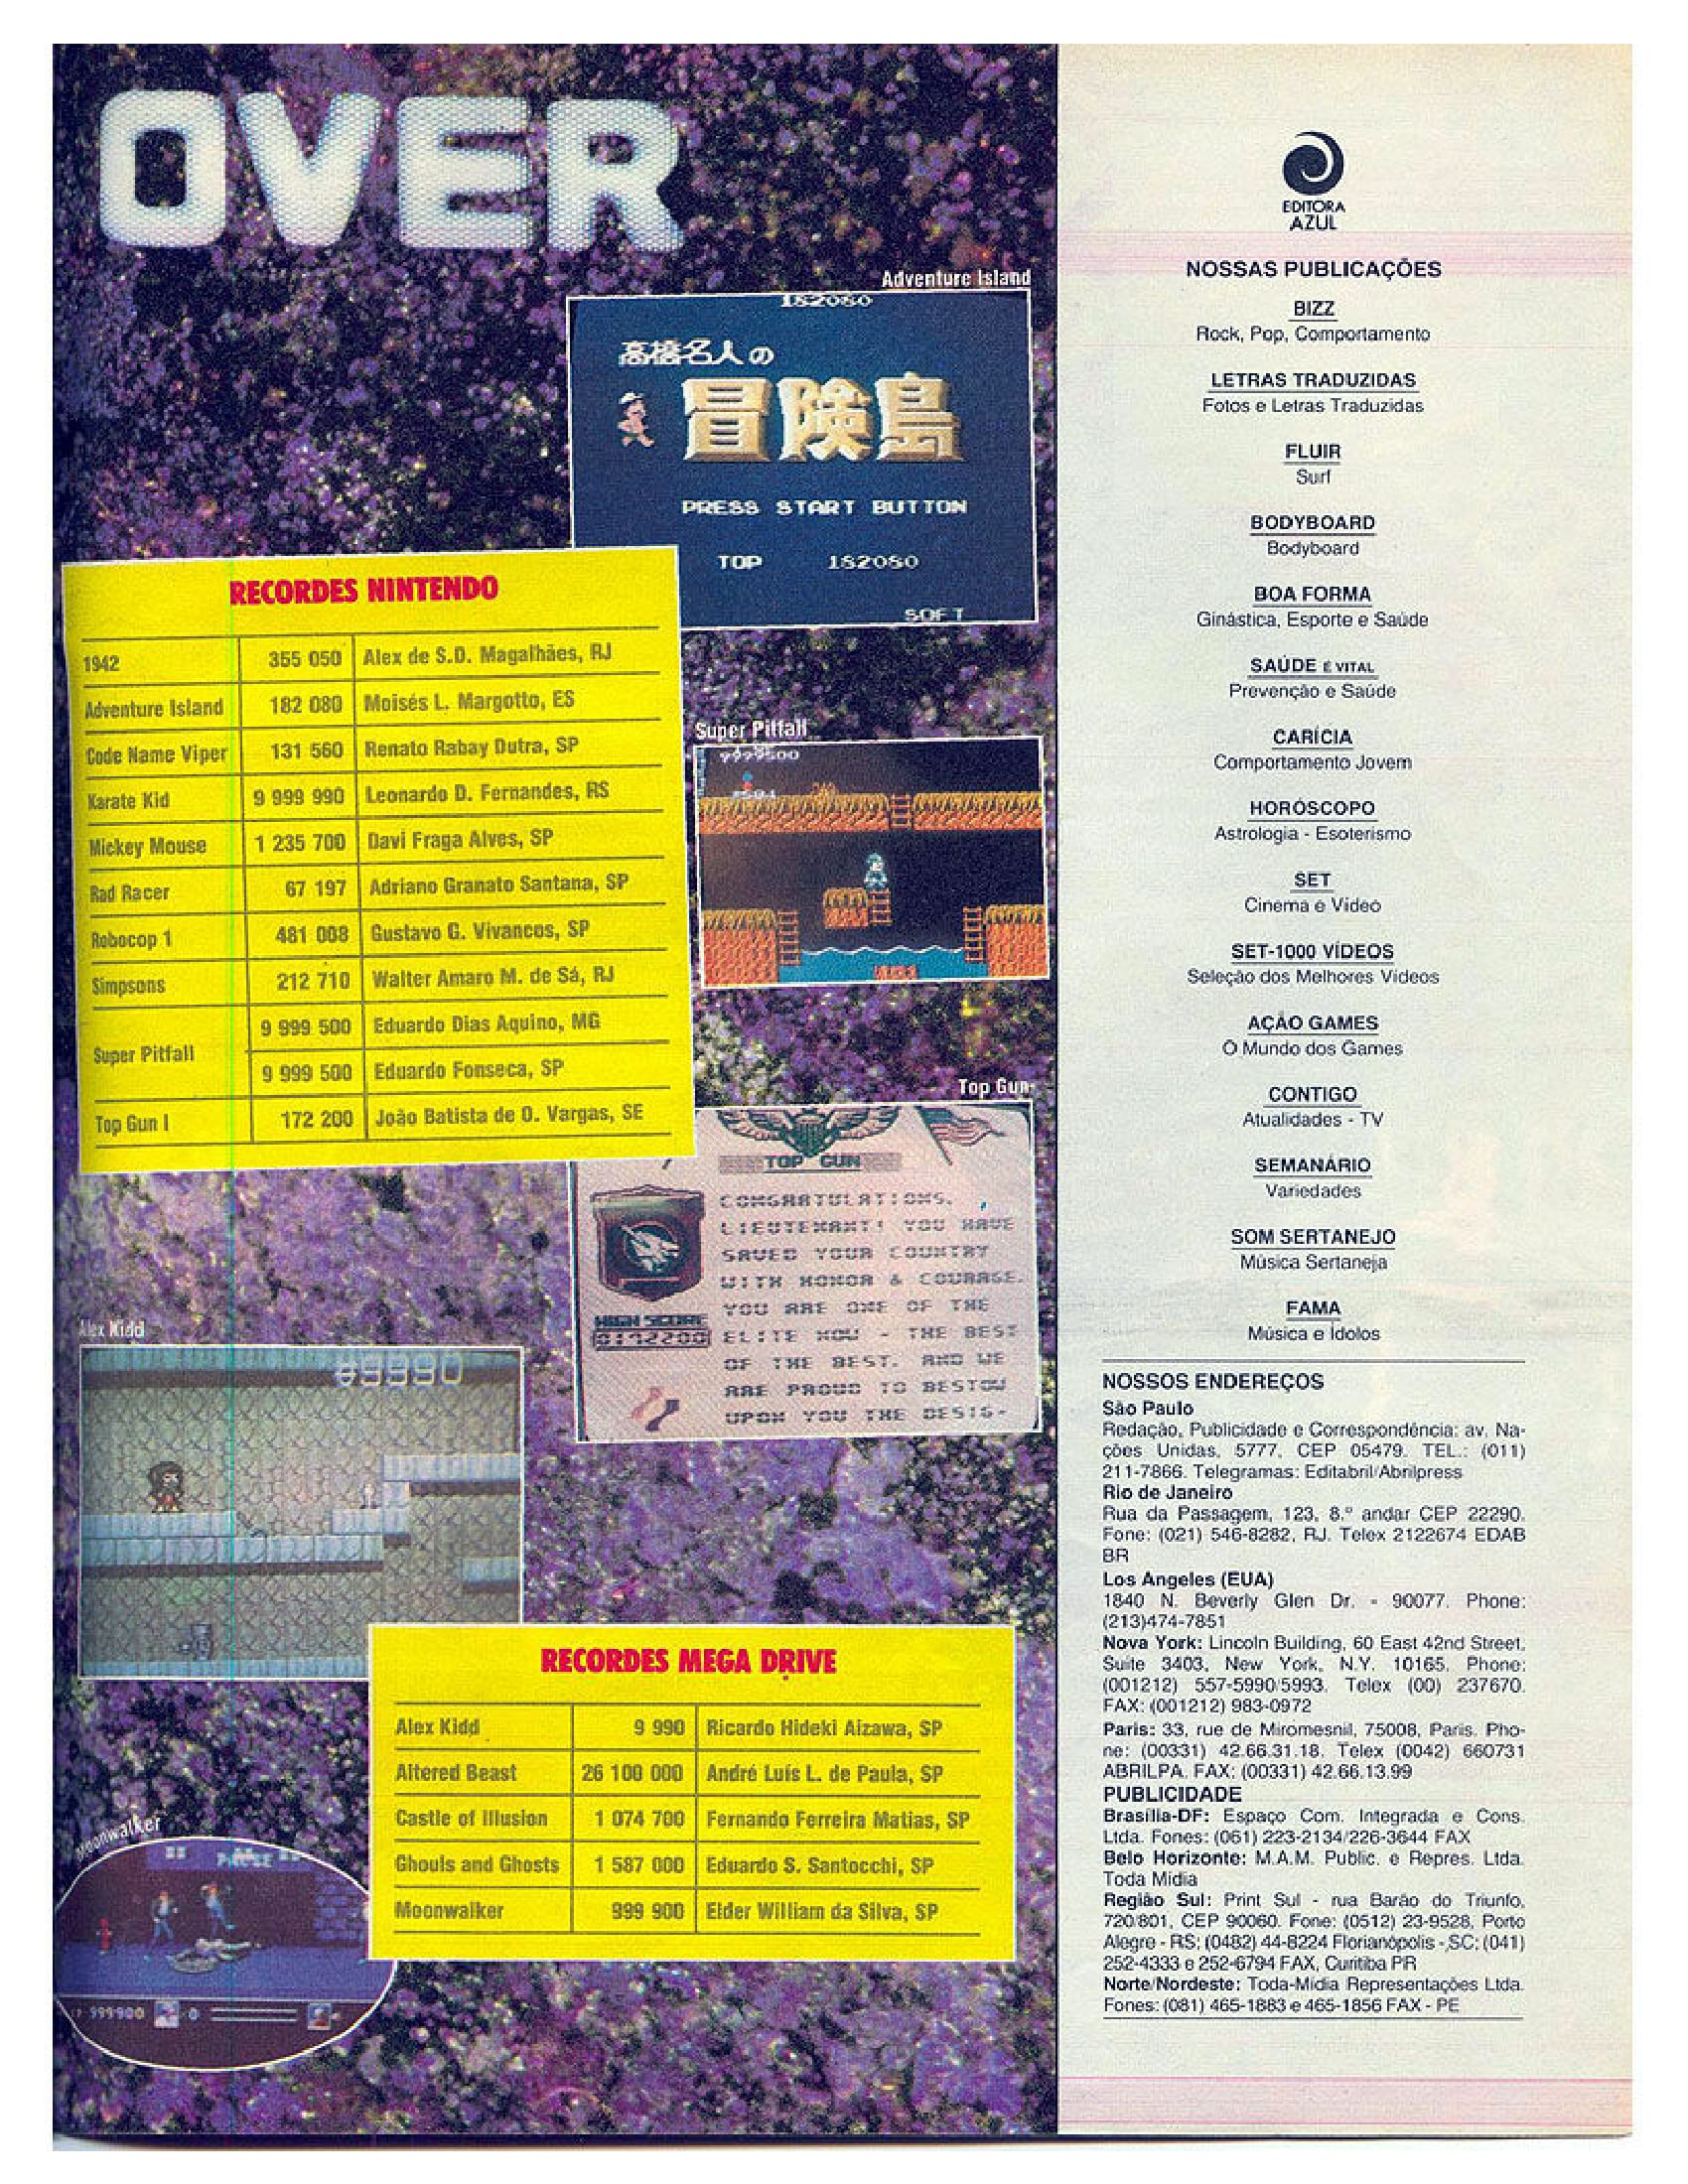 OVER
Adventure Island
182080
高橋名人の
冒険島
PRESS START BUTTON
TOP 182080
SOFT
RECORDES NINTENDO
1942 355 050 Alex de S.D. Magalhães, RJ
Adventure Island 182 080 Moisés L. Margotto, ES
Code Name Viper 131 560 Renato Rabay Dutra, SP
Karate Kid 9 999 990 Leonardo D. Fernandes, RS
Mickey Mouse 1 235 700 Davi Fraga Alves, SP
Rad Racer 67 197 Adriano Granato Santana, SP
Robocop 1 481 008 Gustavo G. Vivancos, SP
Simpsons 212 710 Walter Amaro M. de Sá, RJ
Super Pitfall 9 999 500 Eduardo Dias Aquino, MG
9 999 500 Eduardo Fonseca, SP
Top Gun I 172 200 João Batista de O. Vargas, SE
Super Pitfall
9999500
Top Gun
TOP GUN
CONGRATULATIONS,
LIEUTENANT! YOU HAVE
SAVED YOUR COUNTRY
WITH HONOR & COURAGE.
YOU ARE ONE OF THE
ELITE NOW - THE BEST
OF THE BEST. AND WE
ARE PROUD TO BESTOW
UPON YOU THE DESIG-
HIGH SCORE
0172200
Alex Kidd
9990
RECORDES MEGA DRIVE
Alex Kidd 9 990 Ricardo Hideki Aizawa, SP
Altered Beast 26 100 000 André Luís L. de Paula, SP
Castle of Illusion 1 074 700 Fernando Ferreira Matias, SP
Ghouls and Ghosts 1 587 000 Eduardo S. Santocchi, SP
Moonwalker 999 900 Elder William da Silva, SP
Moonwalker
PAUSE
999900 0
EDITORA
AZUL
NOSSAS PUBLICAÇÕES
BIZZ
Rock, Pop, Comportamento
LETRAS TRADUZIDAS
Fotos e Letras Traduzidas
FLUIR
Surf
BODYBOARD
Bodyboard
BOA FORMA
Ginástica, Esporte e Saúde
SAÚDE É VITAL
Prevenção e Saúde
CARÍCIA
Comportamento Jovem
HORÓSCOPO
Astrologia - Esoterismo
SET
Cinema e Vídeo
SET-1000 VÍDEOS
Seleção dos Melhores Vídeos
AÇÃO GAMES
O Mundo dos Games
CONTIGO
Atualidades - TV
SEMANÁRIO
Variedades
SOM SERTANEJO
Música Sertaneja
FAMA
Música e Ídolos
NOSSOS ENDEREÇOS
São Paulo
Redação, Publicidade e Correspondência: av. Na-
ções Unidas, 5777, CEP 05479. TEL.: (011)
211-7866. Telegramas: Editabril/Abrilpress
Rio de Janeiro
Rua da Passagem, 123, 8.º andar CEP 22290.
Fone: (021) 546-8282, RJ. Telex 2122674 EDAB
BR
Los Angeles (EUA)
1840 N. Beverly Glen Dr. - 90077. Phone:
(213)474-7851
Nova York: Lincoln Building, 60 East 42nd Street,
Suite 3403, New York, N.Y. 10165. Phone:
(001212) 557-5990/5993. Telex (00) 237670.
FAX: (001212) 983-0972
Paris: 33, rue de Miromesnil, 75008, Paris. Pho-
ne: (00331) 42.66.31.18. Telex (0042) 660731
ABRILPA. FAX: (00331) 42.66.13.99
PUBLICIDADE
Brasília-DF: Espaço Com. Integrada e Cons.
Ltda. Fones: (061) 223-2134/226-3644 FAX
Belo Horizonte: M.A.M. Public. e Repres. Ltda.
Toda Mídia
Região Sul: Print Sul - rua Barão do Triunfo,
720/801, CEP 90060. Fone: (0512) 23-9528, Porto
Alegre - RS; (0482) 44-8224 Florianópolis - SC; (041)
252-4333 e 252-6794 FAX, Curitiba PR
Norte/Nordeste: Toda-Mídia Representações Ltda.
Fones: (081) 465-1883 e 465-1856 FAX - PE